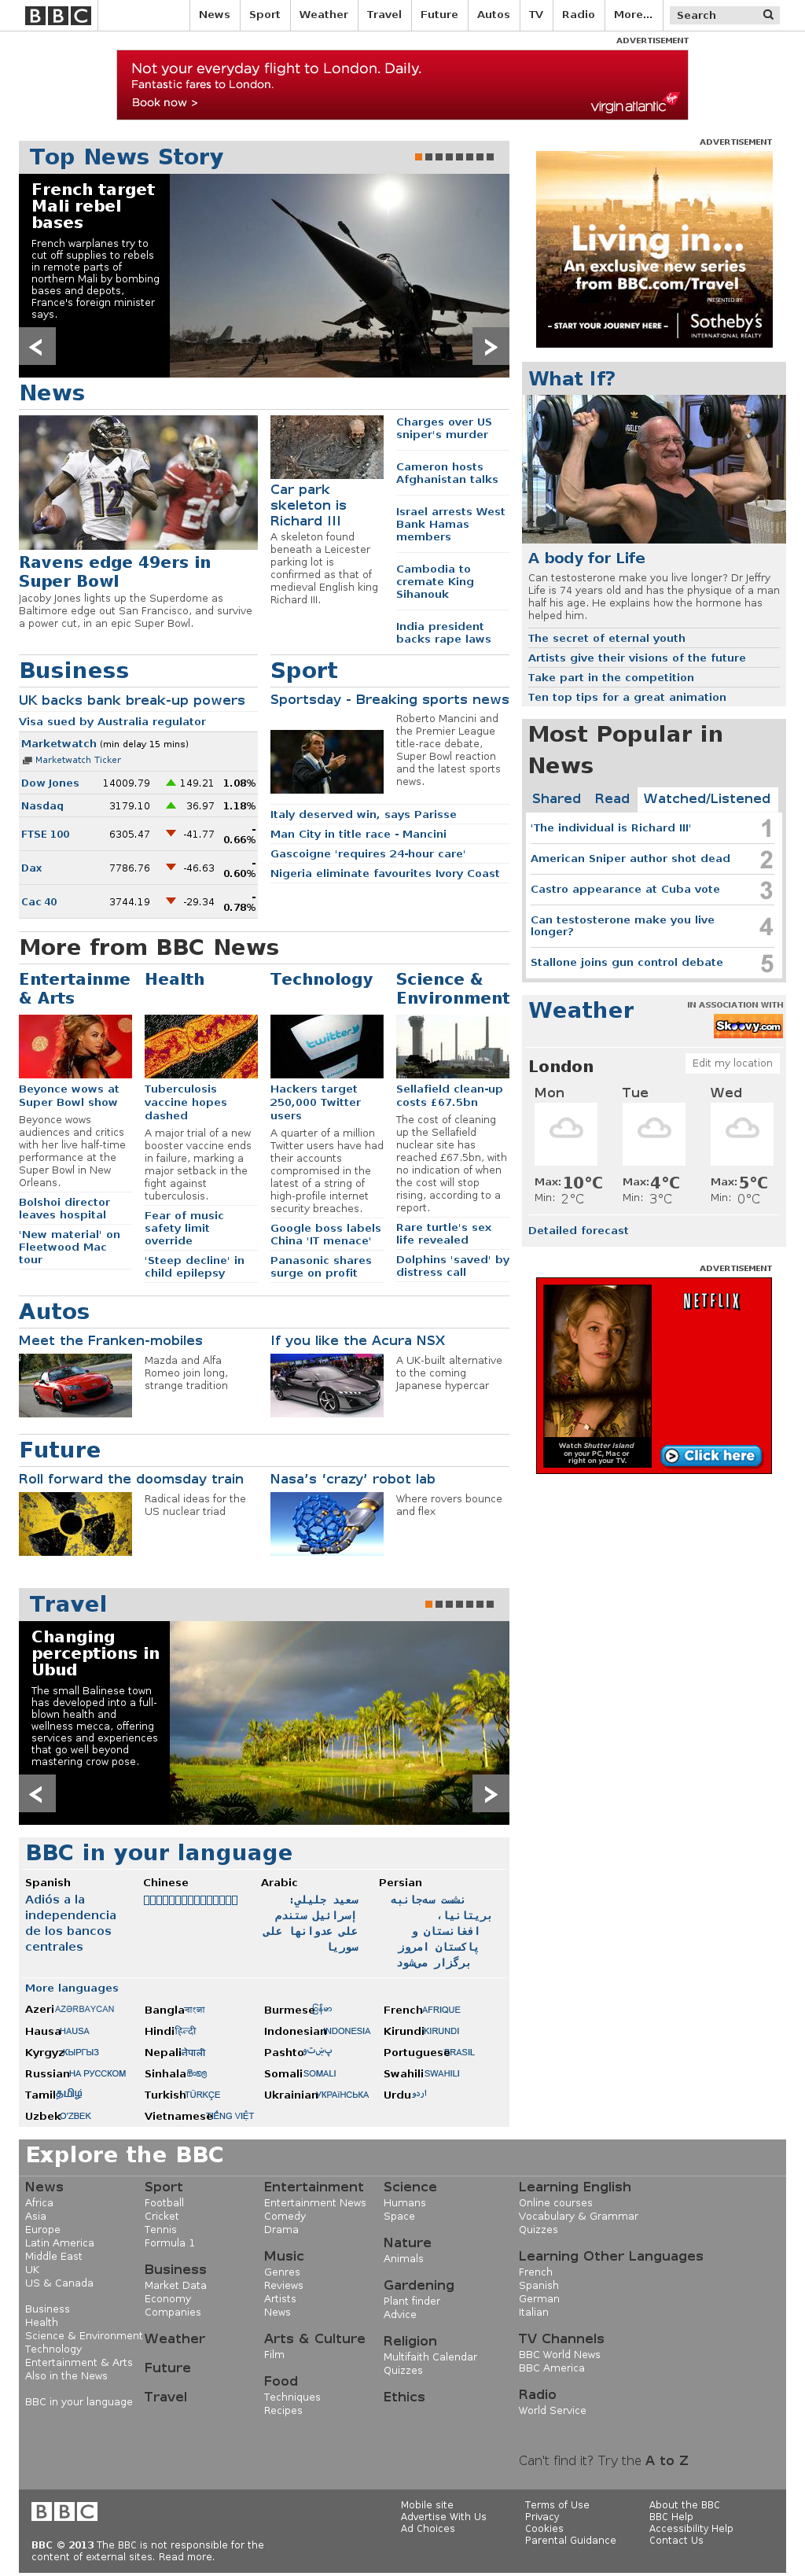 BBC
News
Sport
Weather
Travel
Future
Autos
TV
Radio
More...
Search
ADVERTISEMENT
Not your everyday flight to London. Daily.
Fantastic fares to London.
Book now >
virgin atlantic
Top News Story
French target
Mali rebel
bases
French warplanes try to
cut off supplies to rebels
in remote parts of
northern Mali by bombing
bases and depots,
France's foreign minister
says.
ADVERTISEMENT
Living in...
An exclusive new series
from BBC.com/Travel
PRESENTED BY
– START YOUR JOURNEY HERE –
Sotheby's
INTERNATIONAL REALTY
News
Ravens edge 49ers in
Super Bowl
Jacoby Jones lights up the Superdome as
Baltimore edge out San Francisco, and survive
a power cut, in an epic Super Bowl.
Car park
skeleton is
Richard III
A skeleton found
beneath a Leicester
parking lot is
confirmed as that of
medieval English king
Richard III.
Charges over US
sniper's murder
Cameron hosts
Afghanistan talks
Israel arrests West
Bank Hamas
members
Cambodia to
cremate King
Sihanouk
India president
backs rape laws
What If?
A body for Life
Can testosterone make you live longer? Dr Jeffry
Life is 74 years old and has the physique of a man
half his age. He explains how the hormone has
helped him.
The secret of eternal youth
Artists give their visions of the future
Take part in the competition
Ten top tips for a great animation
Business
UK backs bank break-up powers
Visa sued by Australia regulator
Marketwatch (min delay 15 mins)
Marketwatch Ticker
Dow Jones 14009.79 149.21 1.08%
Nasdaq 3179.10 36.97 1.18%
FTSE 100 6305.47 -41.77 -
0.66%
Dax 7786.76 -46.63 -
0.60%
Cac 40 3744.19 -29.34 -
0.78%
Sport
Sportsday - Breaking sports news
Roberto Mancini and
the Premier League
title-race debate,
Super Bowl reaction
and the latest sports
news.
Italy deserved win, says Parisse
Man City in title race - Mancini
Gascoigne 'requires 24-hour care'
Nigeria eliminate favourites Ivory Coast
Most Popular in
News
Shared
Read
Watched/Listened
'The individual is Richard III' 1
American Sniper author shot dead 2
Castro appearance at Cuba vote 3
Can testosterone make you live
longer? 4
Stallone joins gun control debate 5
More from BBC News
Entertainme
& Arts
Beyonce wows at
Super Bowl show
Beyonce wows
audiences and critics
with her live half-time
performance at the
Super Bowl in New
Orleans.
Bolshoi director
leaves hospital
'New material' on
Fleetwood Mac
tour
Health
Tuberculosis
vaccine hopes
dashed
A major trial of a new
booster vaccine ends
in failure, marking a
major setback in the
fight against
tuberculosis.
Fear of music
safety limit
override
'Steep decline' in
child epilepsy
Technology
twitter
Hackers target
250,000 Twitter
users
A quarter of a million
Twitter users have had
their accounts
compromised in the
latest of a string of
high-profile internet
security breaches.
Google boss labels
China 'IT menace'
Panasonic shares
surge on profit
Science &
Environment
Sellafield clean-up
costs £67.5bn
The cost of cleaning
up the Sellafield
nuclear site has
reached £67.5bn, with
no indication of when
the cost will stop
rising, according to a
report.
Rare turtle's sex
life revealed
Dolphins 'saved' by
distress call
Weather
IN ASSOCIATION WITH
Skoovy.com
London
Edit my location
Mon
Tue
Wed
Max: 10°C
Max: 4°C
Max: 5°C
Min: 2°C
Min: 3°C
Min: 0°C
Detailed forecast
ADVERTISEMENT
NETFLIX
Watch Shutter Island
on your PC, Mac or
right on your TV.
Click here
Autos
Meet the Franken-mobiles
Mazda and Alfa
Romeo join long,
strange tradition
If you like the Acura NSX
A UK-built alternative
to the coming
Japanese hypercar
Future
Roll forward the doomsday train
Radical ideas for the
US nuclear triad
Nasa's 'crazy' robot lab
Where rovers bounce
and flex
Travel
Changing
perceptions in
Ubud
The small Balinese town
has developed into a full-
blown health and
wellness mecca, offering
services and experiences
that go well beyond
mastering crow pose.
BBC in your language
Spanish
Adiós a la
independencia
de los bancos
centrales
Chinese
Arabic
سعيد جليلي:
إسرائيل ستندم
على عدوانها على
سوريا
Persian
نشست سه‌جانبه
بریتانیا،
افغانستان و
پاکستان امروز
برگزار می‌شود
More languages
Azeri AZƏRBAYCAN
Bangla বাংলা
Burmese မြန်မာ
French AFRIQUE
Hausa HAUSA
Hindi हिन्दी
Indonesian INDONESIA
Kirundi KIRUNDI
Kyrgyz КЫРГЫЗ
Nepali नेपाली
Pashto پښتو
Portuguese BRASIL
Russian НА РУССКОМ
Sinhala සිංහල
Somali SOMALI
Swahili SWAHILI
Tamil தமிழ்
Turkish TÜRKÇE
Ukrainian УКРАЇНСЬКА
Urdu اردو
Uzbek O'ZBEK
Vietnamese TIẾNG VIỆT
Explore the BBC
News
Africa
Asia
Europe
Latin America
Middle East
UK
US & Canada
Business
Health
Science & Environment
Technology
Entertainment & Arts
Also in the News
BBC in your language
Sport
Football
Cricket
Tennis
Formula 1
Business
Market Data
Economy
Companies
Weather
Future
Travel
Entertainment
Entertainment News
Comedy
Drama
Music
Genres
Reviews
Artists
News
Arts & Culture
Film
Food
Techniques
Recipes
Science
Humans
Space
Nature
Animals
Gardening
Plant finder
Advice
Religion
Multifaith Calendar
Quizzes
Ethics
Learning English
Online courses
Vocabulary & Grammar
Quizzes
Learning Other Languages
French
Spanish
German
Italian
TV Channels
BBC World News
BBC America
Radio
World Service
Can't find it? Try the A to Z
BBC
BBC © 2013 The BBC is not responsible for the
content of external sites. Read more.
Mobile site
Advertise With Us
Ad Choices
Terms of Use
Privacy
Cookies
Parental Guidance
About the BBC
BBC Help
Accessibility Help
Contact Us